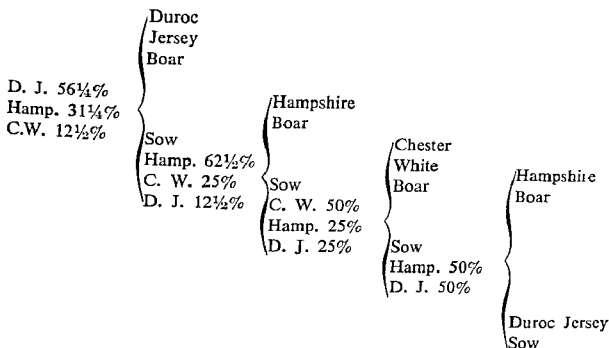 D. J. 56¼%
Hamp. 31¼%
C.W. 12½%
Duroc
Jersey
Boar
Sow
Hamp. 62½%
C. W. 25%
D. J. 12½%
Hampshire
Boar
Sow
C. W. 50%
Hamp. 25%
D. J. 25%
Chester
White
Boar
Sow
Hamp. 50%
D. J. 50%
Hampshire
Boar
Duroc Jersey
Sow